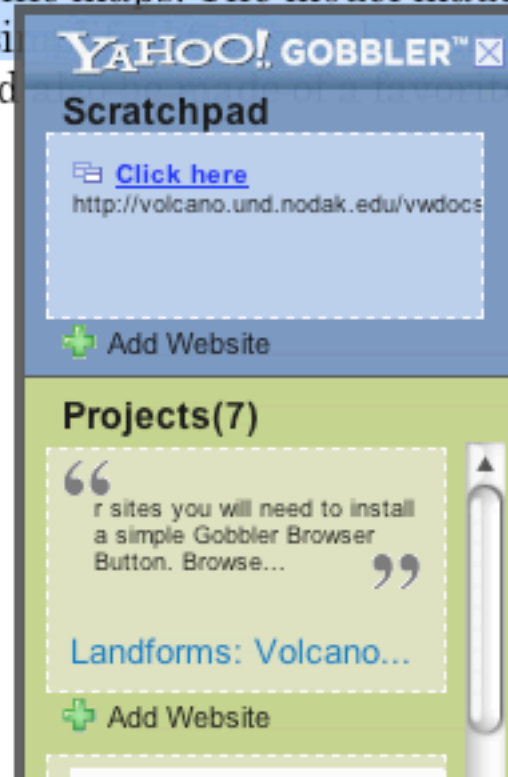 YAHOO! GOBBLER™
Scratchpad
Click here
http://volcano.und.nodak.edu/vwdocs
Add Website
Projects(7)
“
r sites you will need to install
a simple Gobbler Browser
Button. Browse...
”
Landforms: Volcano...
Add Website